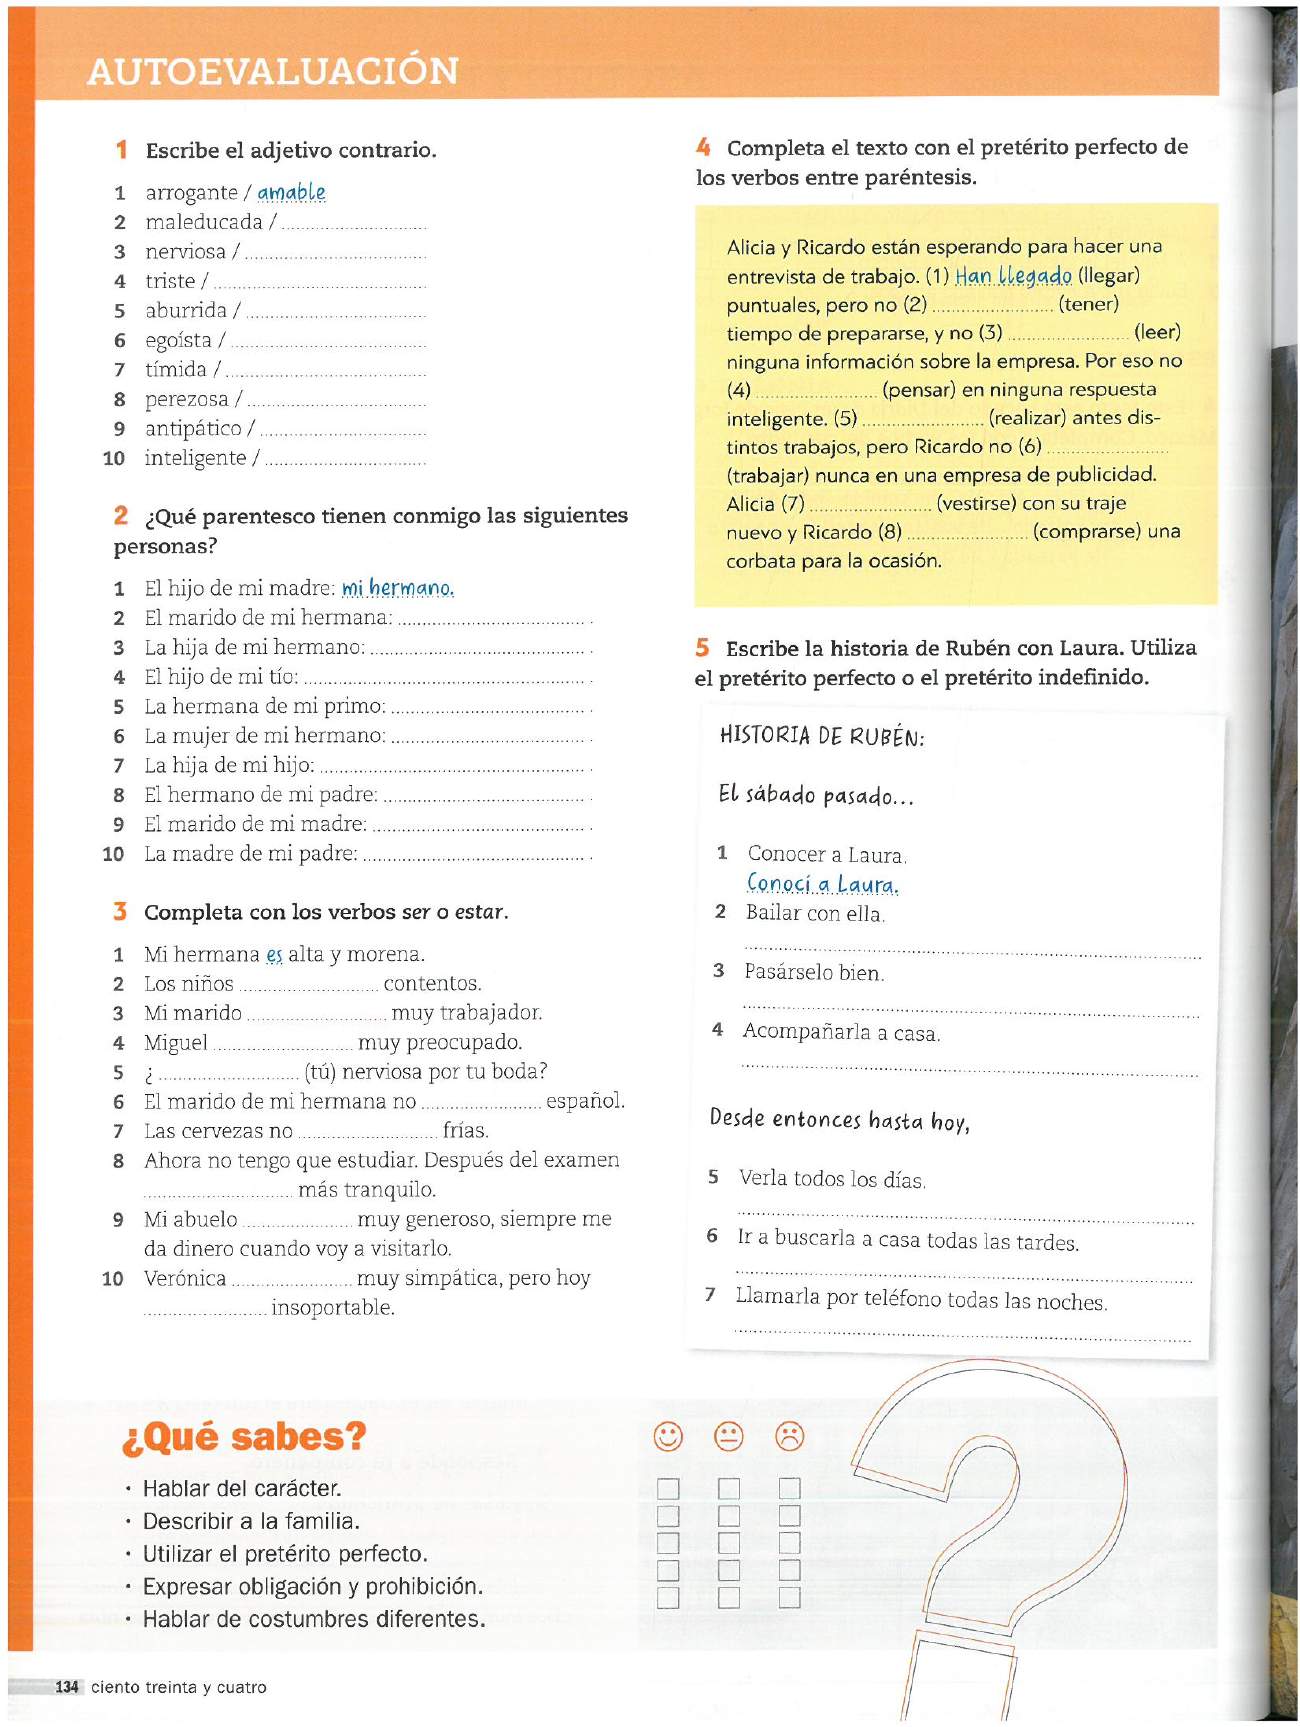 AUTOEVALUACIÓN
1 Escribe el adjetivo contrario.
1 arrogante / amable
2 maleducada / ............................
3 nerviosa / ............................
4 triste / ............................
5 aburrida / ............................
6 egoísta / ............................
7 tímida / ............................
8 perezosa / ............................
9 antipático / ............................
10 inteligente / ............................
2 ¿Qué parentesco tienen conmigo las siguientes
personas?
1 El hijo de mi madre: mi hermano.
2 El marido de mi hermana: ............................ .
3 La hija de mi hermano: ............................ .
4 El hijo de mi tío: ............................ .
5 La hermana de mi primo: ............................ .
6 La mujer de mi hermano: ............................ .
7 La hija de mi hijo: ............................ .
8 El hermano de mi padre: ............................ .
9 El marido de mi madre: ............................ .
10 La madre de mi padre: ............................ .
3 Completa con los verbos ser o estar.
1 Mi hermana es alta y morena.
2 Los niños ............................ contentos.
3 Mi marido ............................ muy trabajador.
4 Miguel ............................ muy preocupado.
5 ¿ ............................ (tú) nerviosa por tu boda?
6 El marido de mi hermana no ........................ español.
7 Las cervezas no ............................ frías.
8 Ahora no tengo que estudiar. Después del examen
............................ más tranquilo.
9 Mi abuelo ........................ muy generoso, siempre me
da dinero cuando voy a visitarlo.
10 Verónica ........................ muy simpática, pero hoy
........................ insoportable.
4 Completa el texto con el pretérito perfecto de
los verbos entre paréntesis.
Alicia y Ricardo están esperando para hacer una
entrevista de trabajo. (1) Han llegado (llegar)
puntuales, pero no (2) ........................ (tener)
tiempo de prepararse, y no (3) ........................ (leer)
ninguna información sobre la empresa. Por eso no
(4) ........................ (pensar) en ninguna respuesta
inteligente. (5) ........................ (realizar) antes dis-
tintos trabajos, pero Ricardo no (6) ........................
(trabajar) nunca en una empresa de publicidad.
Alicia (7) ........................ (vestirse) con su traje
nuevo y Ricardo (8) ........................ (comprarse) una
corbata para la ocasión.
5 Escribe la historia de Rubén con Laura. Utiliza
el pretérito perfecto o el pretérito indefinido.
HISTORIA DE RUBÉN:
El sábado pasado...
1 Conocer a Laura.
Conocí a Laura.
2 Bailar con ella.
3 Pasárselo bien.
4 Acompañarla a casa.
Desde entonces hasta hoy,
5 Verla todos los días.
6 Ir a buscarla a casa todas las tardes.
7 Llamarla por teléfono todas las noches.
¿Qué sabes?
• Hablar del carácter.
• Describir a la familia.
• Utilizar el pretérito perfecto.
• Expresar obligación y prohibición.
• Hablar de costumbres diferentes.
134 ciento treinta y cuatro